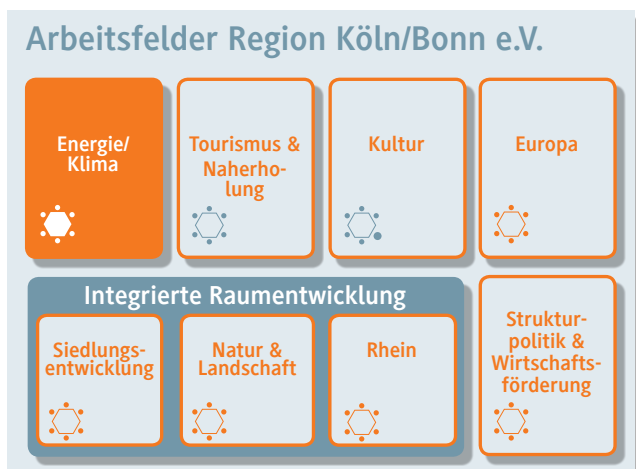 Arbeitsfelder Region Köln/Bonn e.V.
Energie/
Klima
Tourismus &
Naherho-
lung
Kultur
Europa
Integrierte Raumentwicklung
Siedlungs-
entwicklung
Natur &
Landschaft
Rhein
Struktur-
politik &
Wirtschafts-
förderung